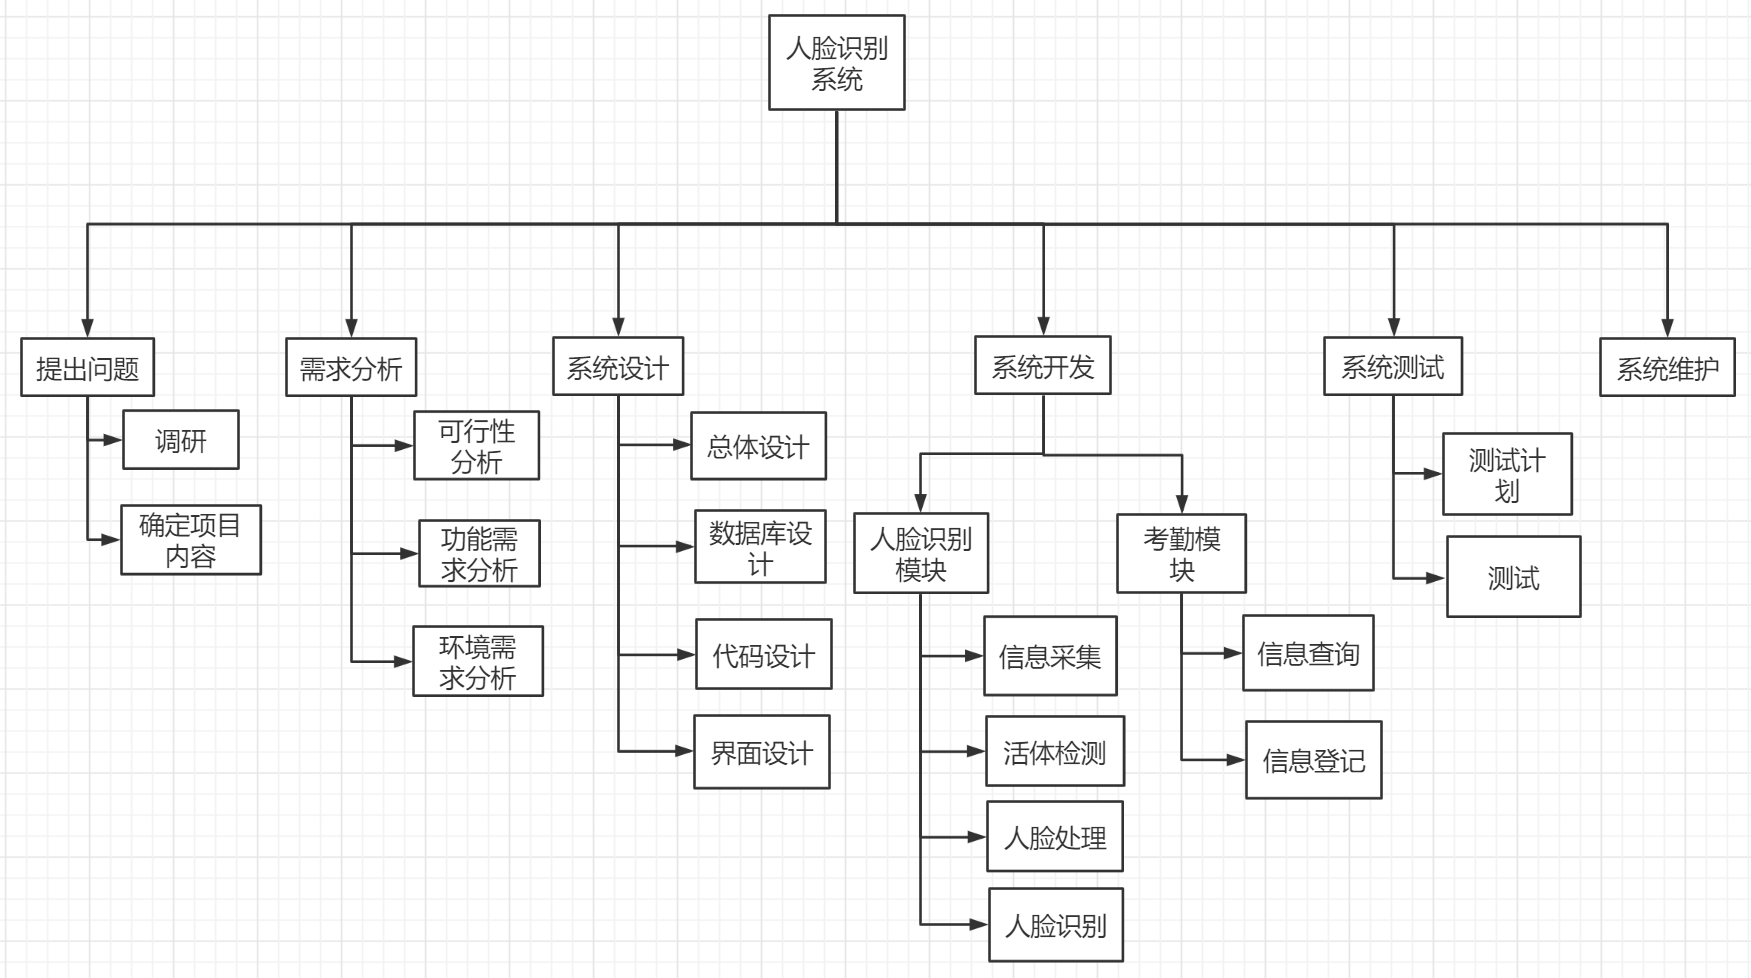 人脸识别
系统
提出问题
需求分析
系统设计
系统开发
系统测试
系统维护
调研
确定项目
内容
可行性
分析
功能需
求分析
环境需
求分析
总体设计
数据库设
计
代码设计
界面设计
人脸识别
模块
信息采集
活体检测
人脸处理
人脸识别
考勤模
块
信息查询
信息登记
测试计
划
测试